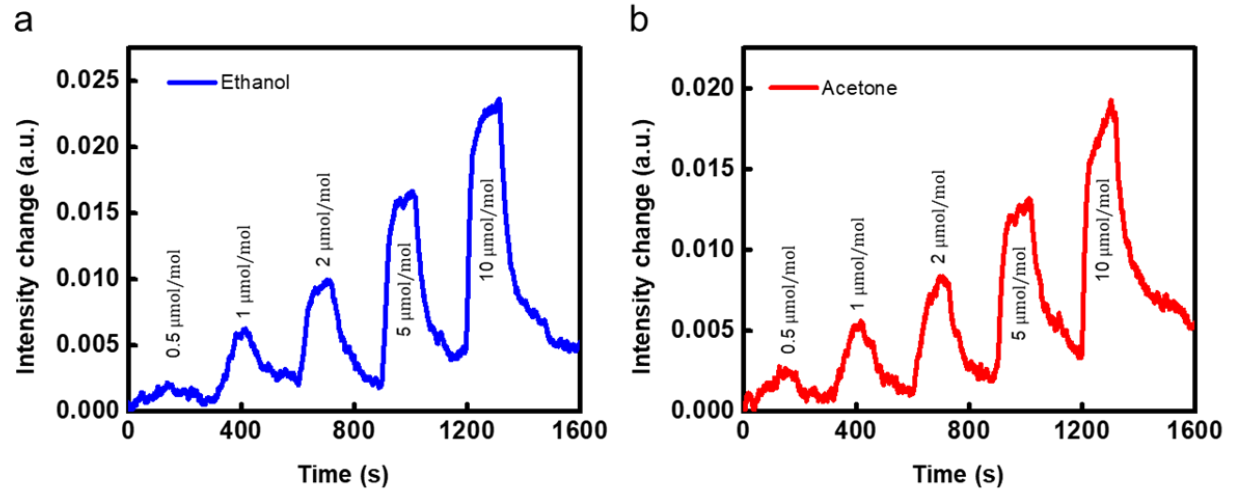 a
Ethanol
Intensity change (a.u.)
0.025
0.020
0.015
0.010
0.005
0.000
0.5 µmol/mol
1 µmol/mol
2 µmol/mol
5 µmol/mol
10 µmol/mol
0
400
800
1200
1600
Time (s)
b
Acetone
Intensity change (a.u.)
0.020
0.015
0.010
0.005
0.000
0.5 µmol/mol
1 µmol/mol
2 µmol/mol
5 µmol/mol
10 µmol/mol
0
400
800
1200
1600
Time (s)